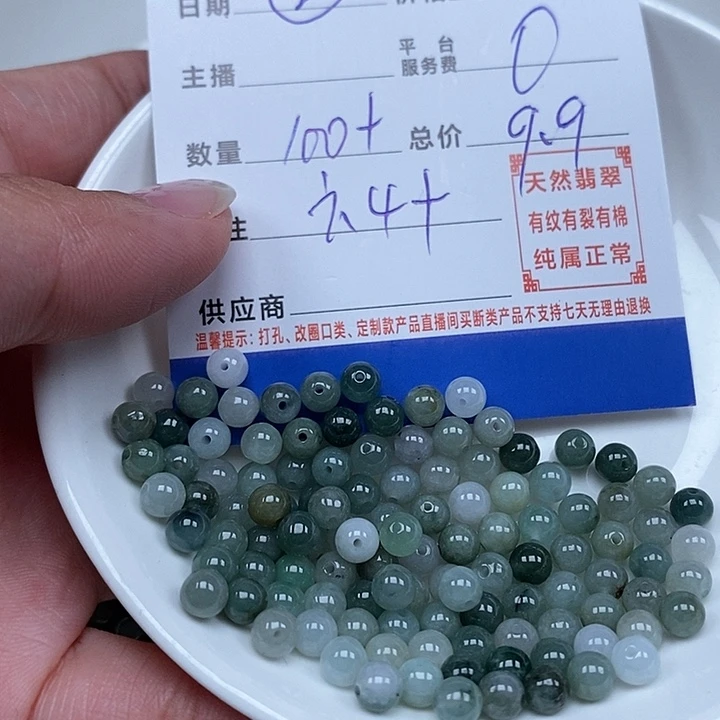 日期
主播 平台服务费 0
数量 100+ 总价 9.9
注 6.4+
天然翡翠
有纹有裂有棉
纯属正常
供应商
温馨提示:打孔、改圈口类、定制款产品直播间买断类产品不支持七天无理由退换